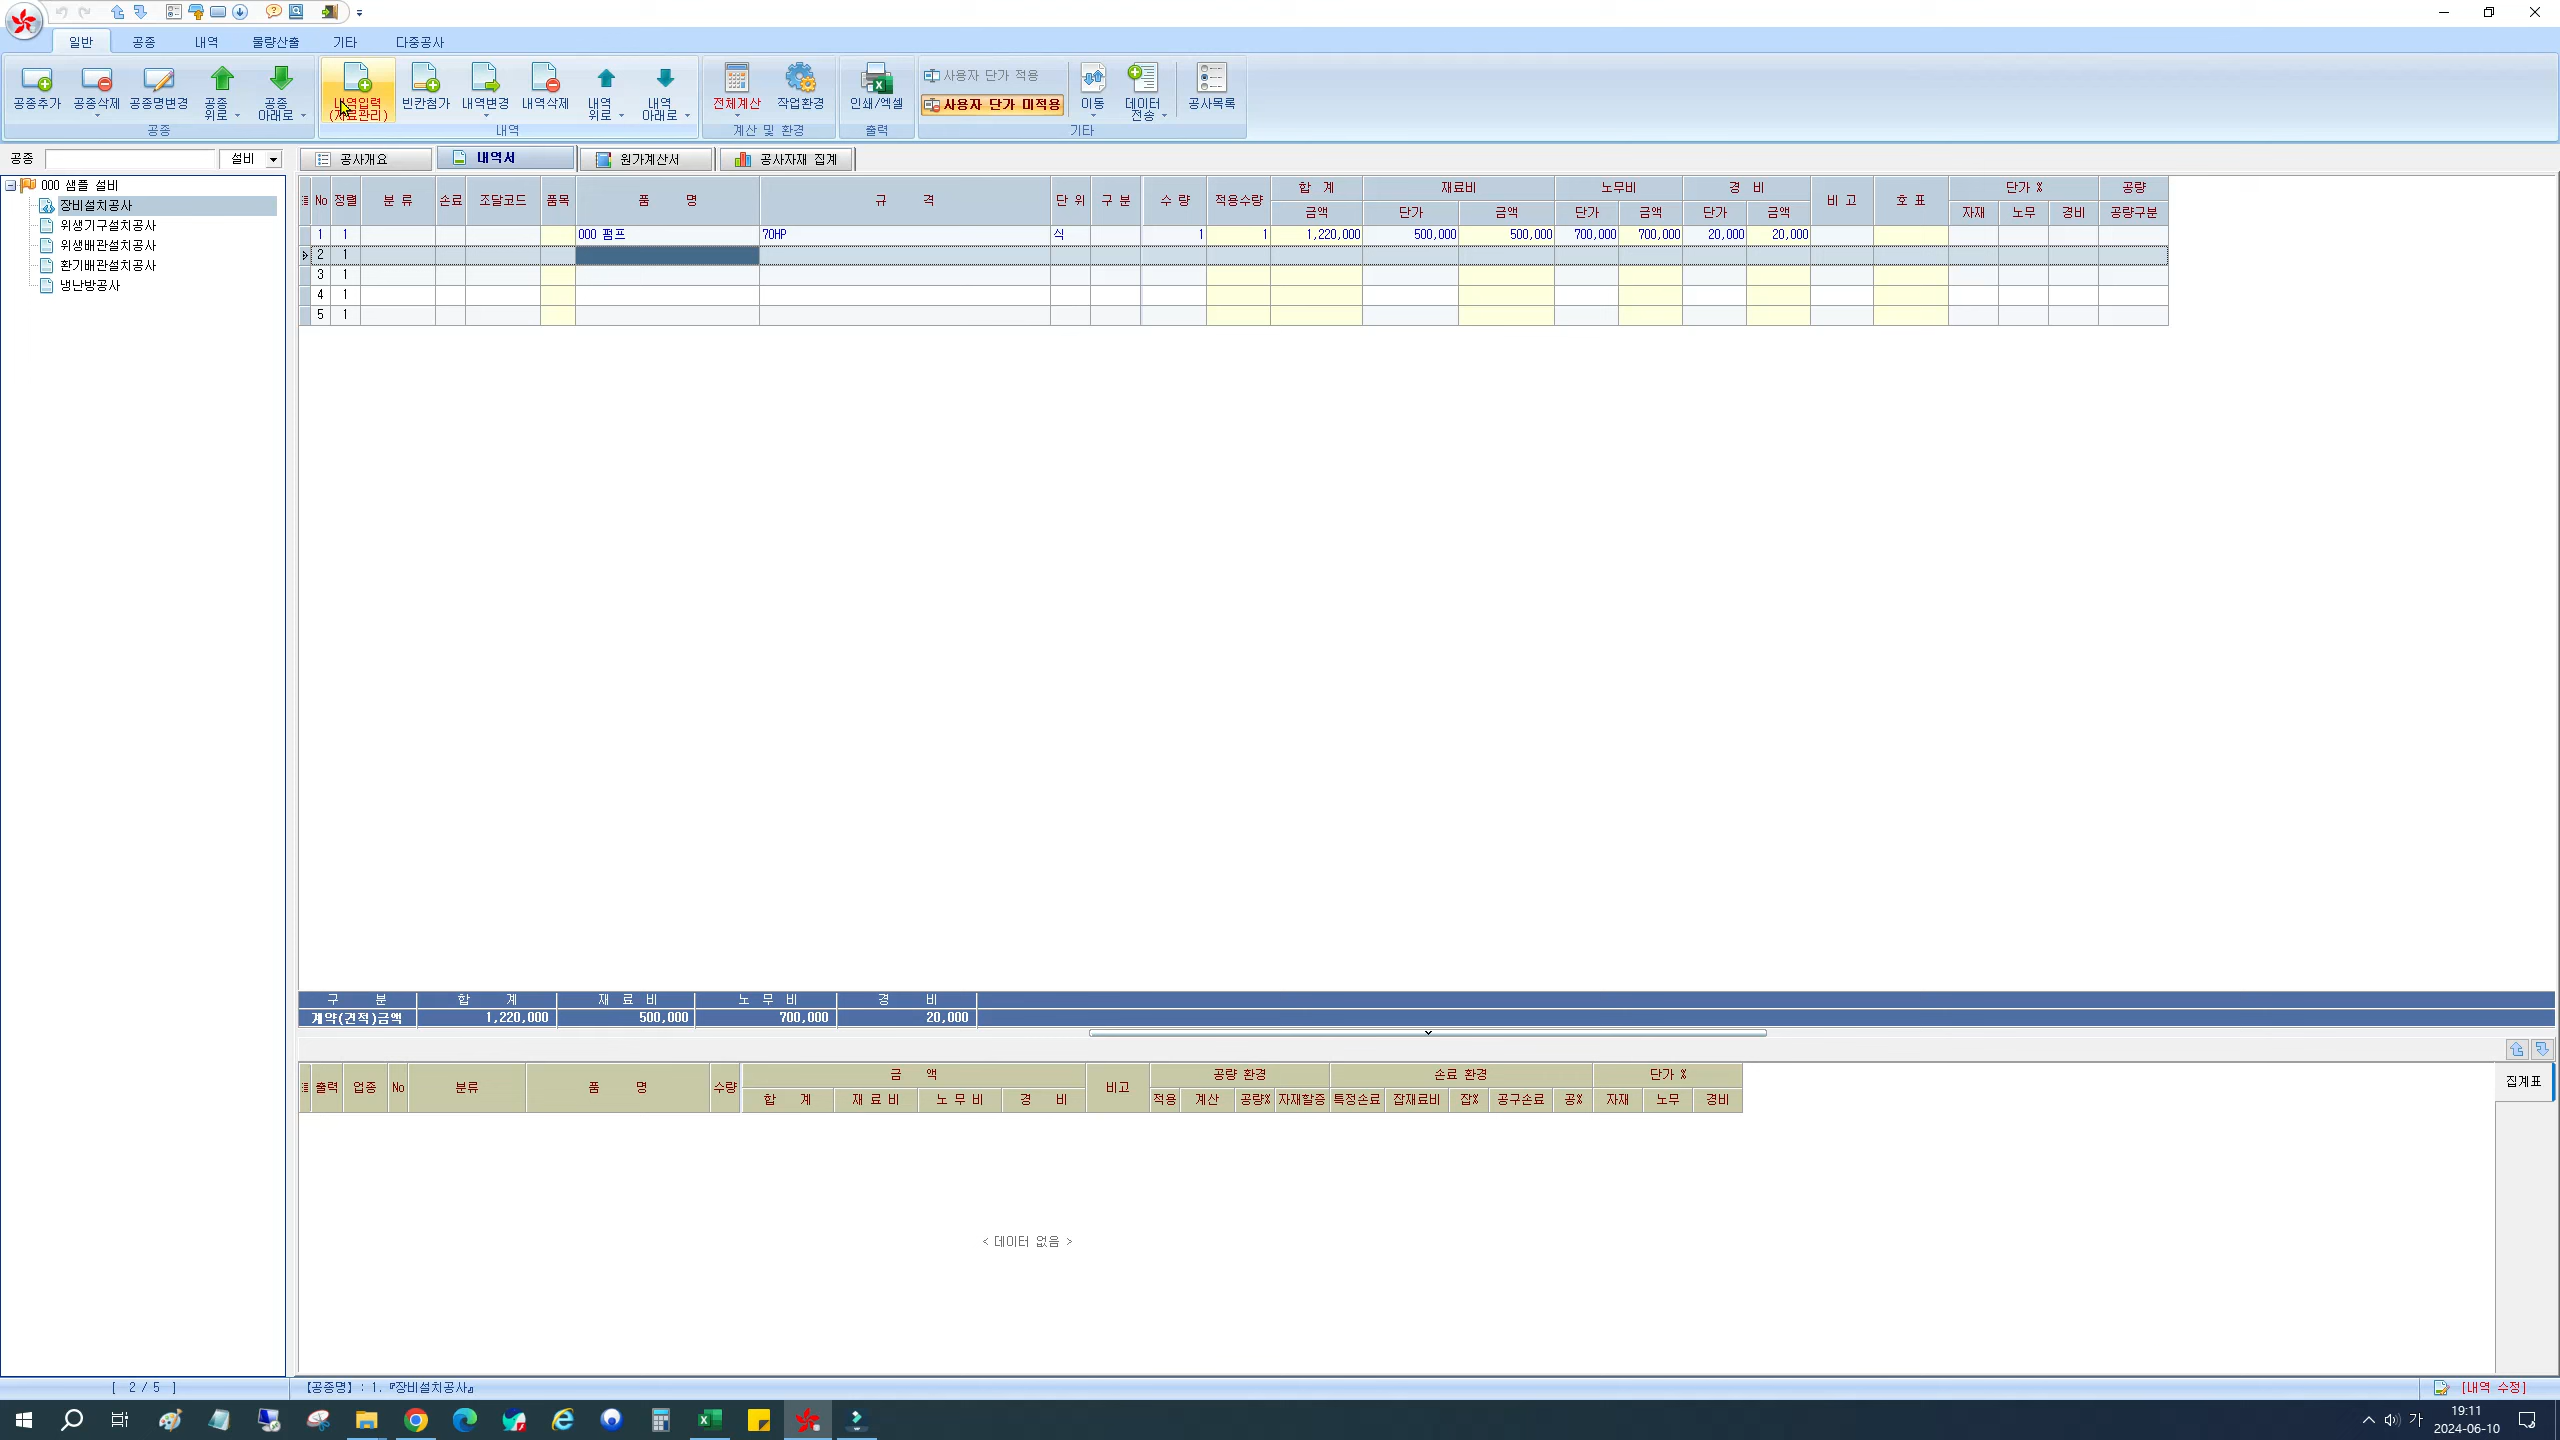 일반 공종 내역 물량산출 기타 다중공사
공종추가 공종삭제 공종명변경 공종 위로 공종 아래로
내역입력 (자료관리) 빈칸첨가 내역변경 내역삭제 내역 위로 내역 아래로
전체계산 작업환경 인쇄/엑셀
사용자 단가 적용
사용자 단가 미적용
이동 데이터 전송 공사목록
공종 내역 계산 및 환경 출력 기타
공종 설비
공사개요 내역서 원가계산서 공사자재 집계
000 샘플 설비
장비설치공사
위생기구설치공사
위생배관설치공사
환기배관설치공사
냉난방공사
No 정렬 분 류 손료 조달코드 품목 품 명 규 격 단 위 구 분 수 량 적용수량 합 계 재료비 노무비 경 비 비 고 호 표 단가 % 공량
금액 단가 금액 단가 금액 단가 금액 자재 노무 경비 공량구분
1 1 000 펌프 70HP 식 1 1 1,220,000 500,000 500,000 700,000 700,000 20,000 20,000
2 1
3 1
4 1
5 1
구 분 합 계 재 료 비 노 무 비 경 비
계약(견적)금액 1,220,000 500,000 700,000 20,000
출력 업종 No 분류 품 명 수량 금 액 비고 공량 환경 손료 환경 단가 %
합 계 재 료 비 노 무 비 경 비 적용 계산 공량% 자재할증 특정손료 잡재료비 잡% 공구손료 공% 자재 노무 경비
집계표
< 데이터 없음 >
[ 2 / 5 ]
【공종명】 : 1. 『장비설치공사』
[내역 수정]
가
19:11
2024-06-10